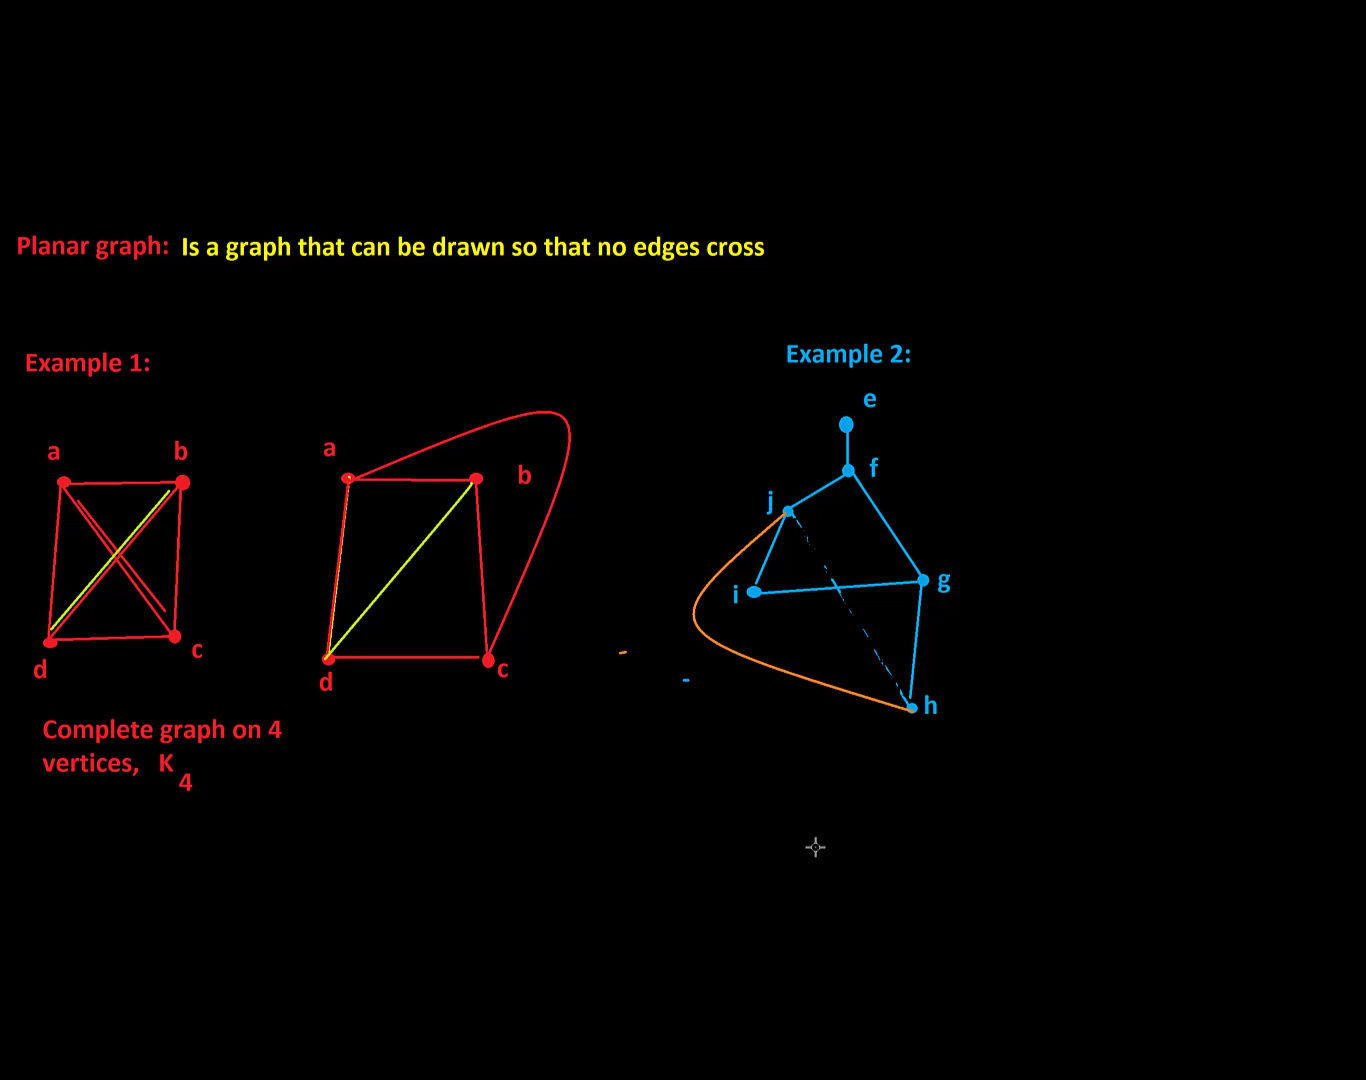 Planar graph: Is a graph that can be drawn so that no edges cross
Example 1:
Example 2:
e
a
b
a
b
f
j
i
g
d
c
d
c
h
Complete graph on 4
vertices, K
4